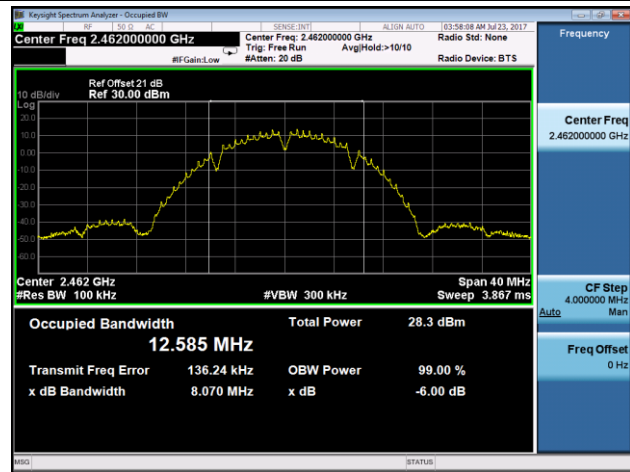 Keysight Spectrum Analyzer - Occupied BW
RF 50 Ω AC SENSE:INT ALIGN AUTO 03:58:08 AM Jul 23, 2017
Center Freq 2.462000000 GHz
Center Freq: 2.462000000 GHz Radio Std: None
Trig: Free Run Avg|Hold:>10/10
#IFGain:Low #Atten: 20 dB Radio Device: BTS
Frequency
Ref Offset 21 dB
10 dB/div Ref 30.00 dBm
Log
20.0
10.0
0.00
-10.0
-20.0
-30.0
-40.0
-50.0
-60.0
Center 2.462 GHz Span 40 MHz
#Res BW 100 kHz #VBW 300 kHz Sweep 3.867 ms
Occupied Bandwidth Total Power 28.3 dBm
12.585 MHz
Transmit Freq Error 136.24 kHz OBW Power 99.00 %
x dB Bandwidth 8.070 MHz x dB -6.00 dB
Center Freq
2.462000000 GHz
CF Step
4.000000 MHz
Auto Man
Freq Offset
0 Hz
MSG STATUS